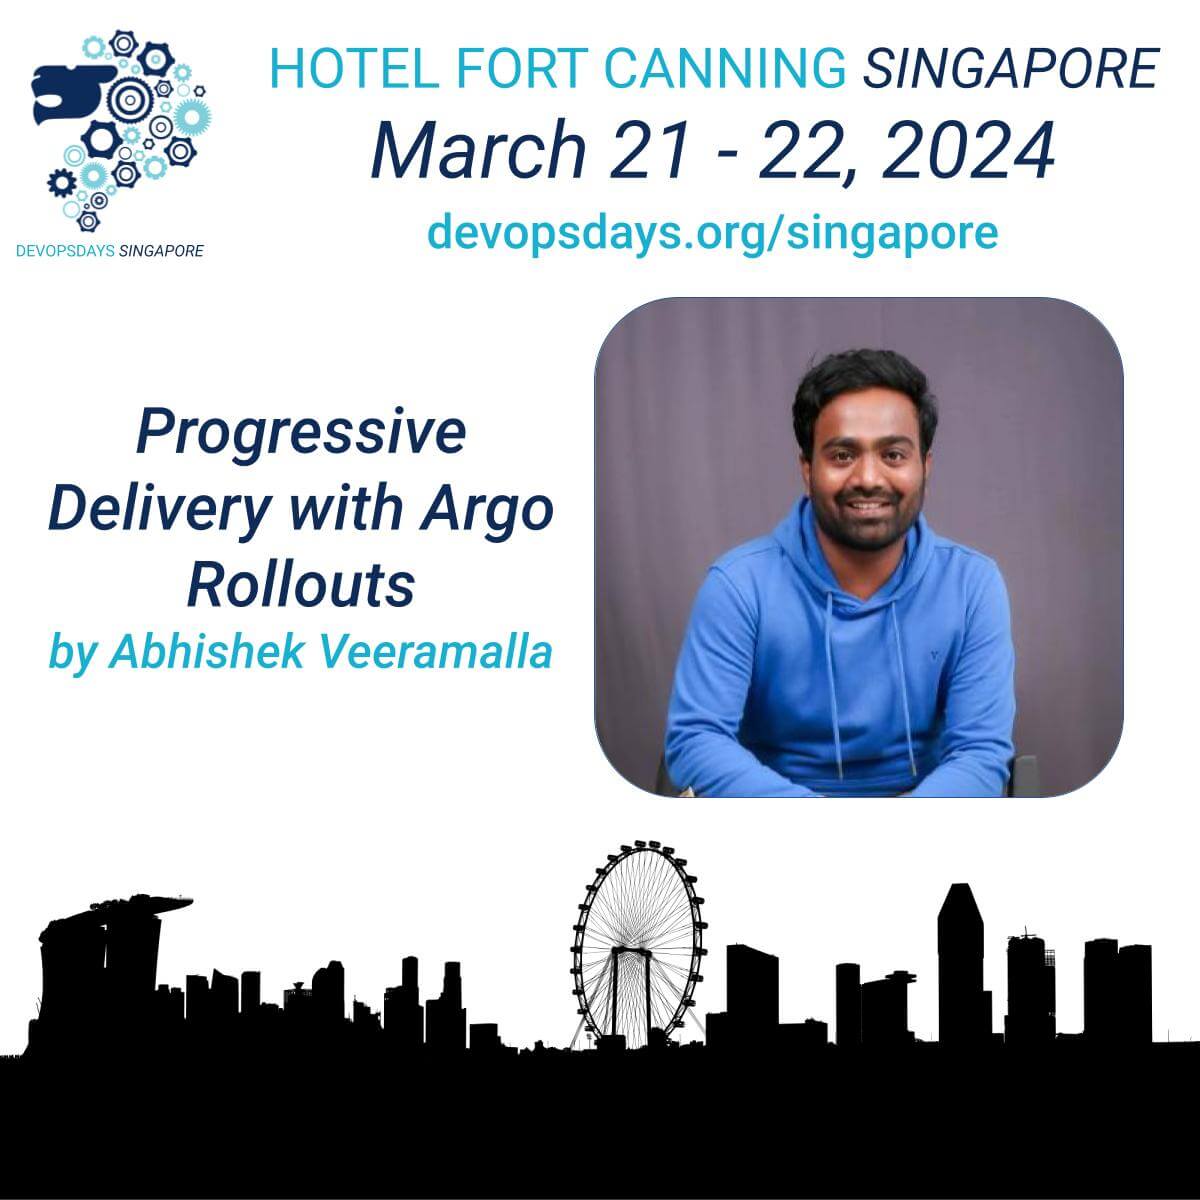 HOTEL FORT CANNING SINGAPORE
March 21 - 22, 2024
devopsdays.org/singapore
DEVOPSDAYS SINGAPORE
Progressive
Delivery with Argo
Rollouts
by Abhishek Veeramalla